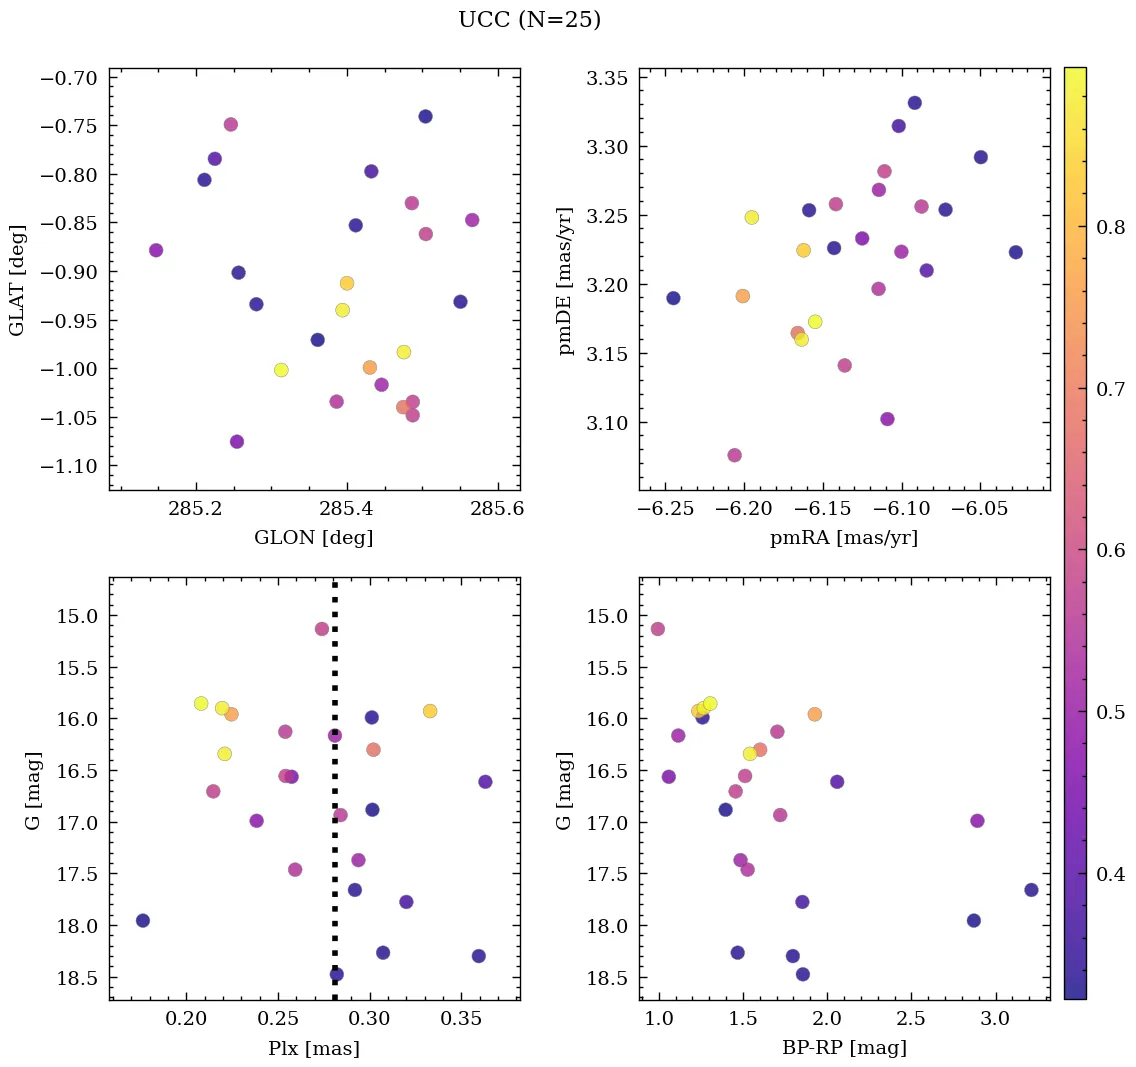 UCC (N=25)
−0.70
−0.75
−0.80
−0.85
−0.90
−0.95
−1.00
−1.05
−1.10
GLAT [deg]
285.2 285.4 285.6
GLON [deg]
3.35
3.30
3.25
3.20
3.15
3.10
pmDE [mas/yr]
−6.25 −6.20 −6.15 −6.10 −6.05
pmRA [mas/yr]
15.0
15.5
16.0
16.5
17.0
17.5
18.0
18.5
G [mag]
0.20 0.25 0.30 0.35
Plx [mas]
15.0
15.5
16.0
16.5
17.0
17.5
18.0
18.5
G [mag]
1.0 1.5 2.0 2.5 3.0
BP-RP [mag]
0.8
0.7
0.6
0.5
0.4